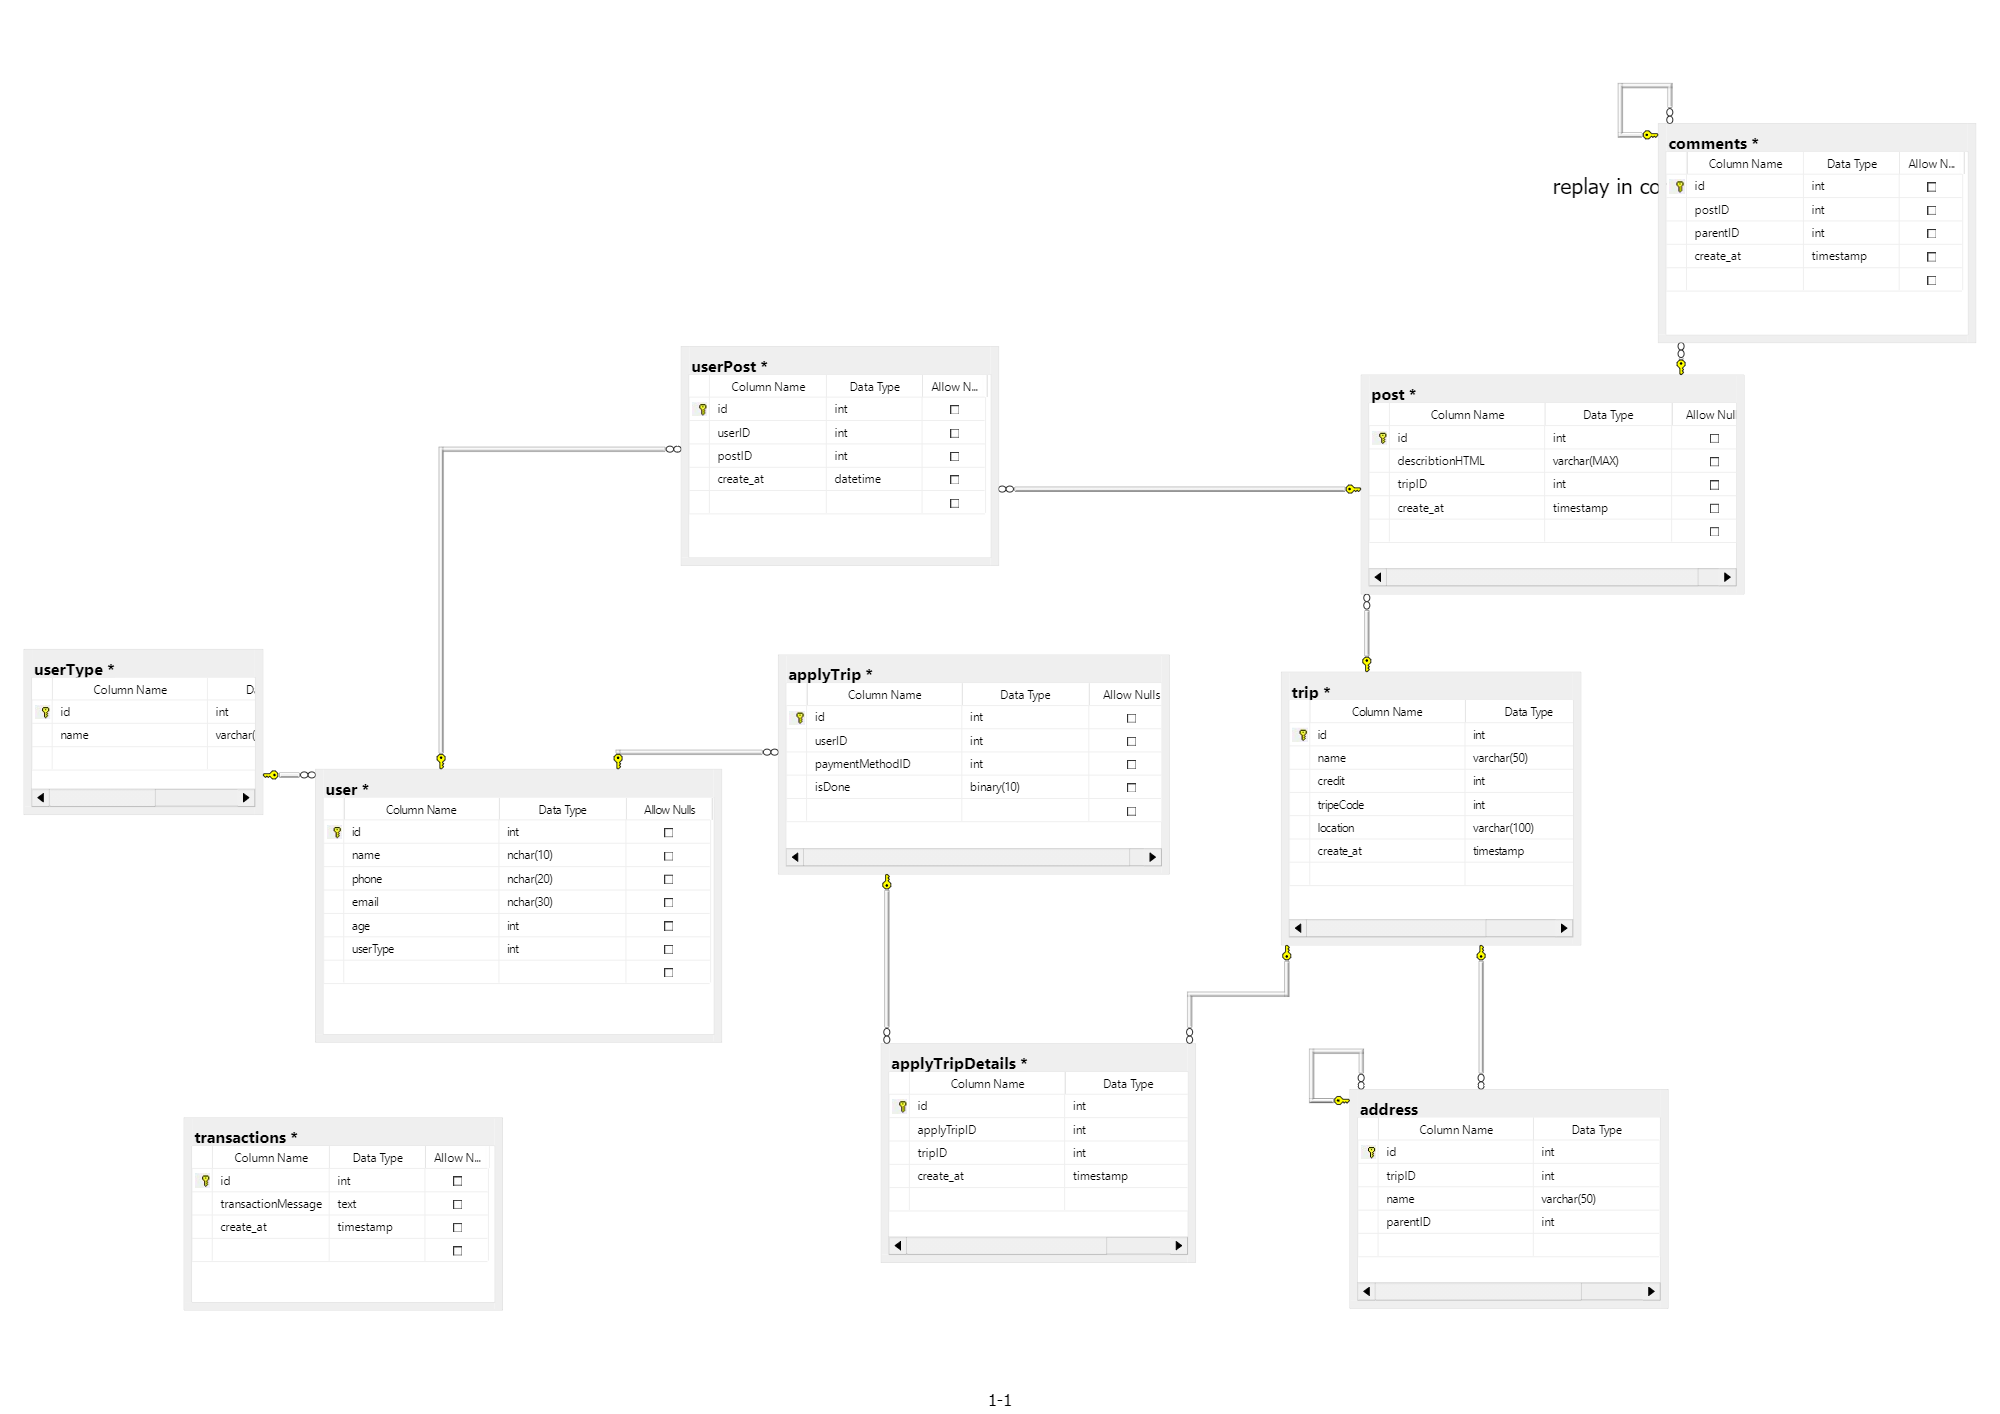 comments *
Column Name Data Type Allow N...
id int
postID int
parentID int
create_at timestamp
replay in co
userPost *
Column Name Data Type Allow N...
id int
userID int
postID int
create_at datetime
post *
Column Name Data Type Allow Nul
id int
describtionHTML varchar(MAX)
tripID int
create_at timestamp
userType *
Column Name D
id int
name varchar(
applyTrip *
Column Name Data Type Allow Nulls
id int
userID int
paymentMethodID int
isDone binary(10)
trip *
Column Name Data Type
id int
name varchar(50)
credit int
tripeCode int
location varchar(100)
create_at timestamp
user *
Column Name Data Type Allow Nulls
id int
name nchar(10)
phone nchar(20)
email nchar(30)
age int
userType int
applyTripDetails *
Column Name Data Type
id int
applyTripID int
tripID int
create_at timestamp
address
Column Name Data Type
id int
tripID int
name varchar(50)
parentID int
transactions *
Column Name Data Type Allow N...
id int
transactionMessage text
create_at timestamp
1-1